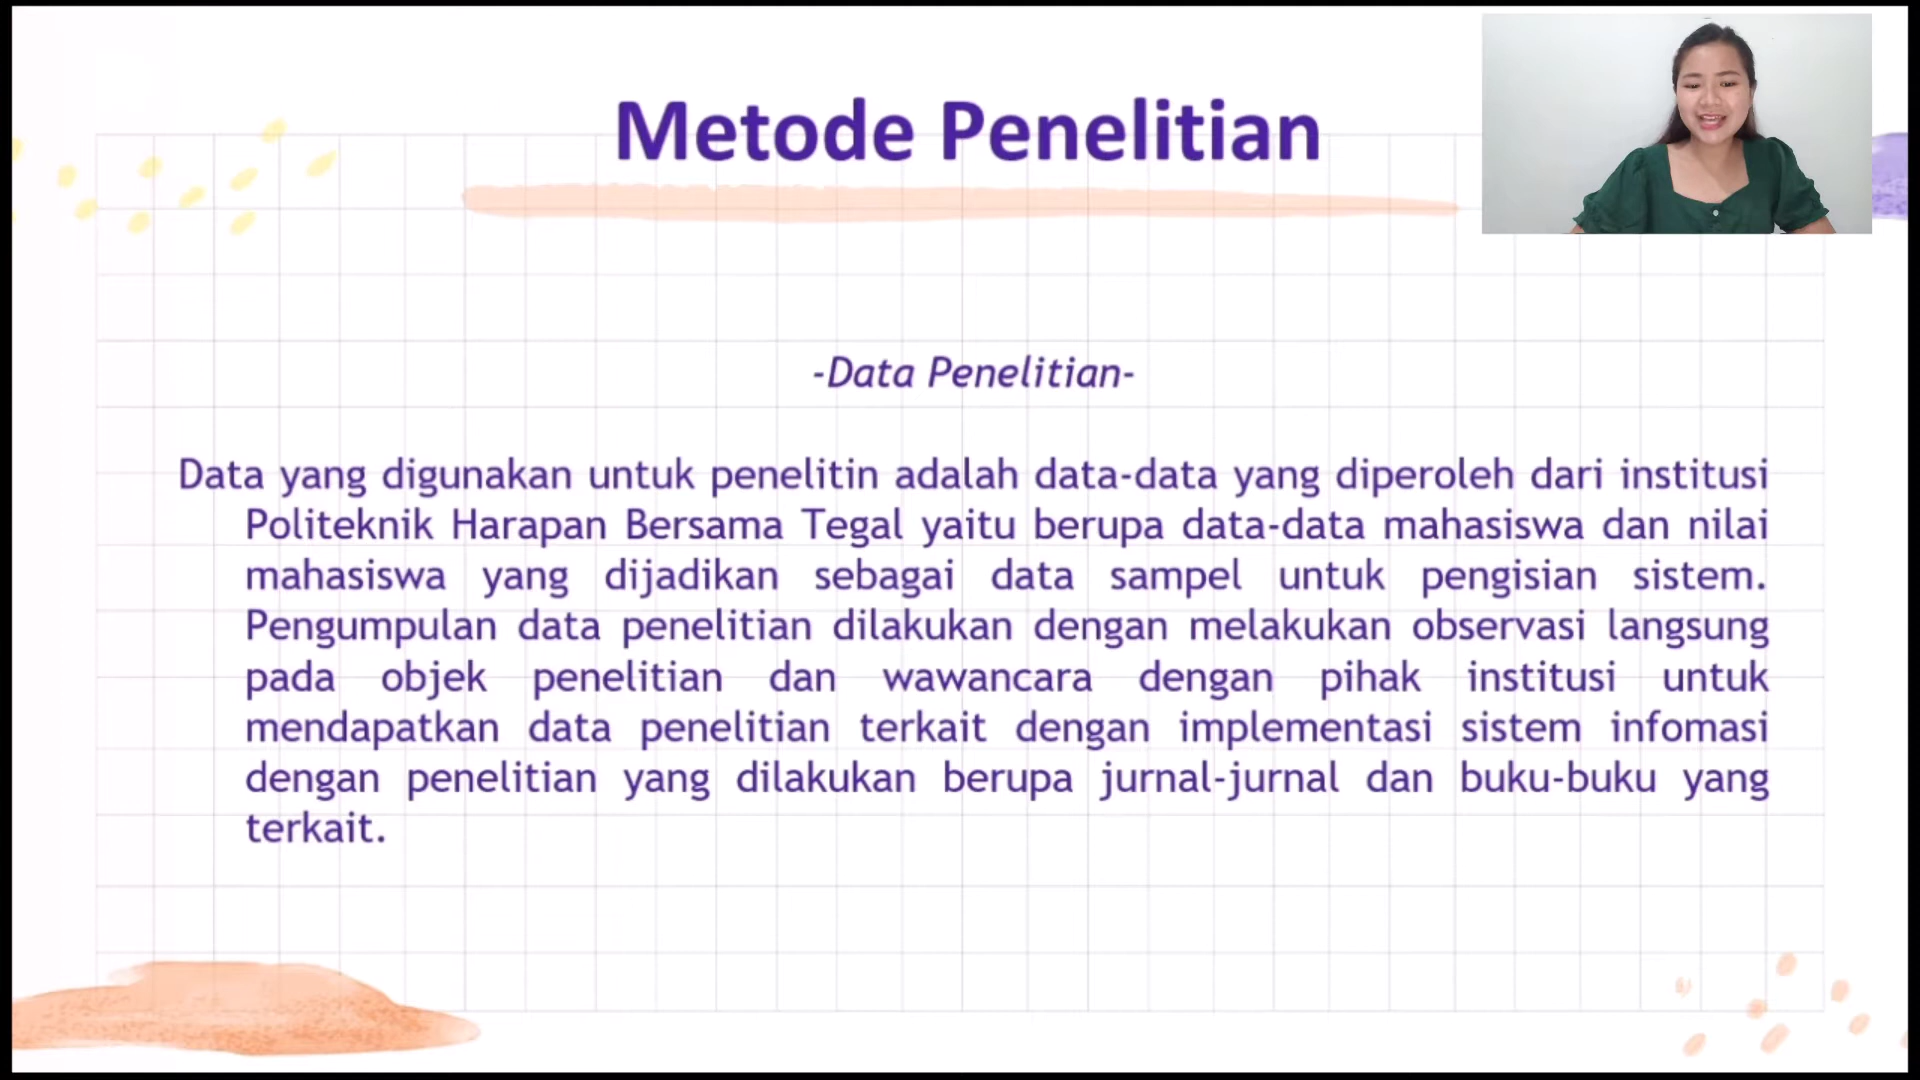 Metode Penelitian
-Data Penelitian-
Data yang digunakan untuk penelitin adalah data-data yang diperoleh dari institusi
Politeknik Harapan Bersama Tegal yaitu berupa data-data mahasiswa dan nilai
mahasiswa yang dijadikan sebagai data sampel untuk pengisian sistem.
Pengumpulan data penelitian dilakukan dengan melakukan observasi langsung
pada objek penelitian dan wawancara dengan pihak institusi untuk
mendapatkan data penelitian terkait dengan implementasi sistem infomasi
dengan penelitian yang dilakukan berupa jurnal-jurnal dan buku-buku yang
terkait.